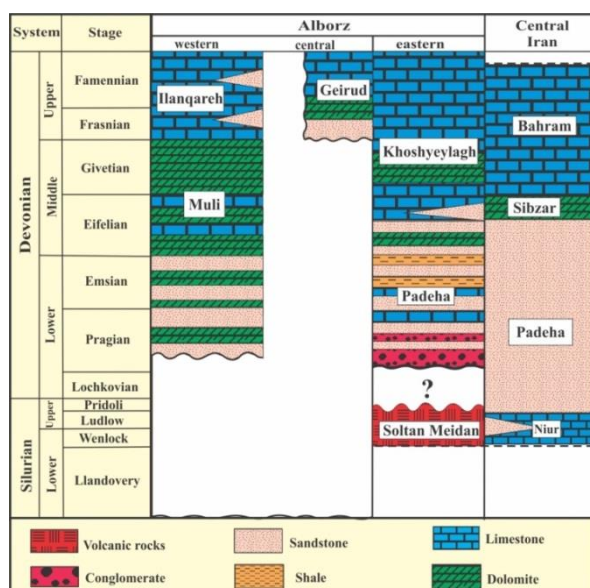 System
Stage
Alborz
western
central
eastern
Central
Iran
Devonian
Upper
Famennian
Frasnian
Middle
Givetian
Eifelian
Lower
Emsian
Pragian
Lochkovian
Silurian
Upper
Pridoli
Ludlow
Lower
Wenlock
Llandovery
Ilanqareh
Muli
Geirud
Khoshyeylagh
Padeha
?
Soltan Meidan
Bahram
Sibzar
Padeha
Niur
Volcanic rocks
Sandstone
Limestone
Conglomerate
Shale
Dolomite